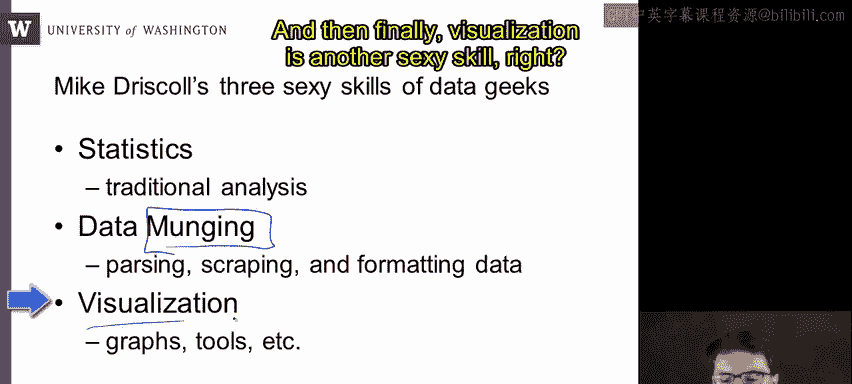 W UNIVERSITY of WASHINGTON
And then finally, visualization
is another sexy skill, right?
中英字幕课程资源@bilibili.com
Mike Driscoll's three sexy skills of data geeks
• Statistics
– traditional analysis
• Data Munging
– parsing, scraping, and formatting data
• Visualization
– graphs, tools, etc.